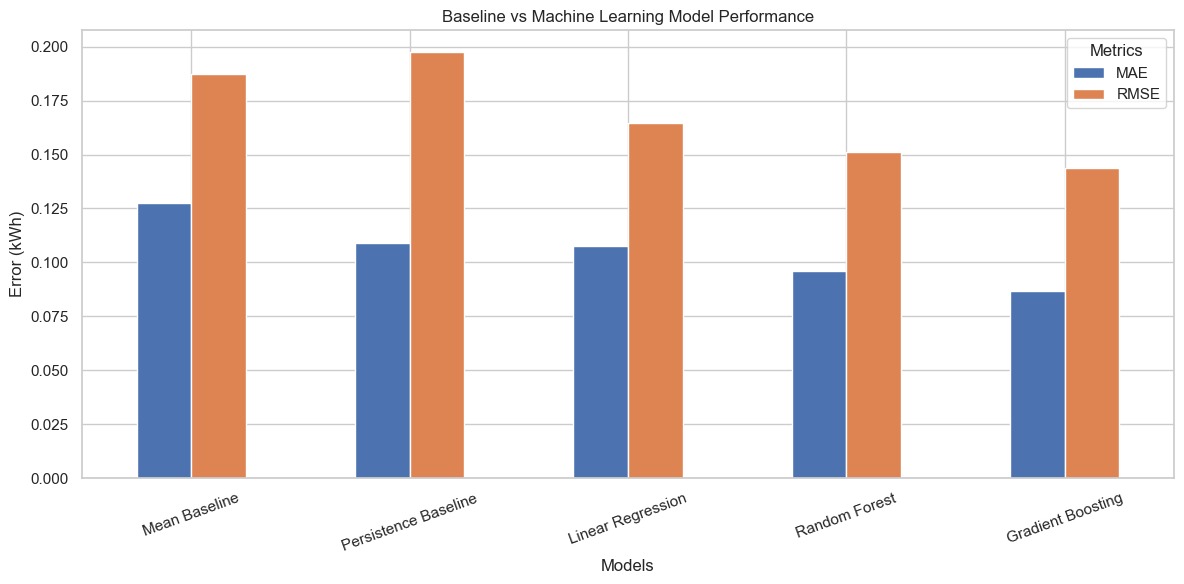 Baseline vs Machine Learning Model Performance
Metrics
MAE
RMSE
Error (kWh)
0.200
0.175
0.150
0.125
0.100
0.075
0.050
0.025
0.000
Mean Baseline
Persistence Baseline
Linear Regression
Random Forest
Gradient Boosting
Models